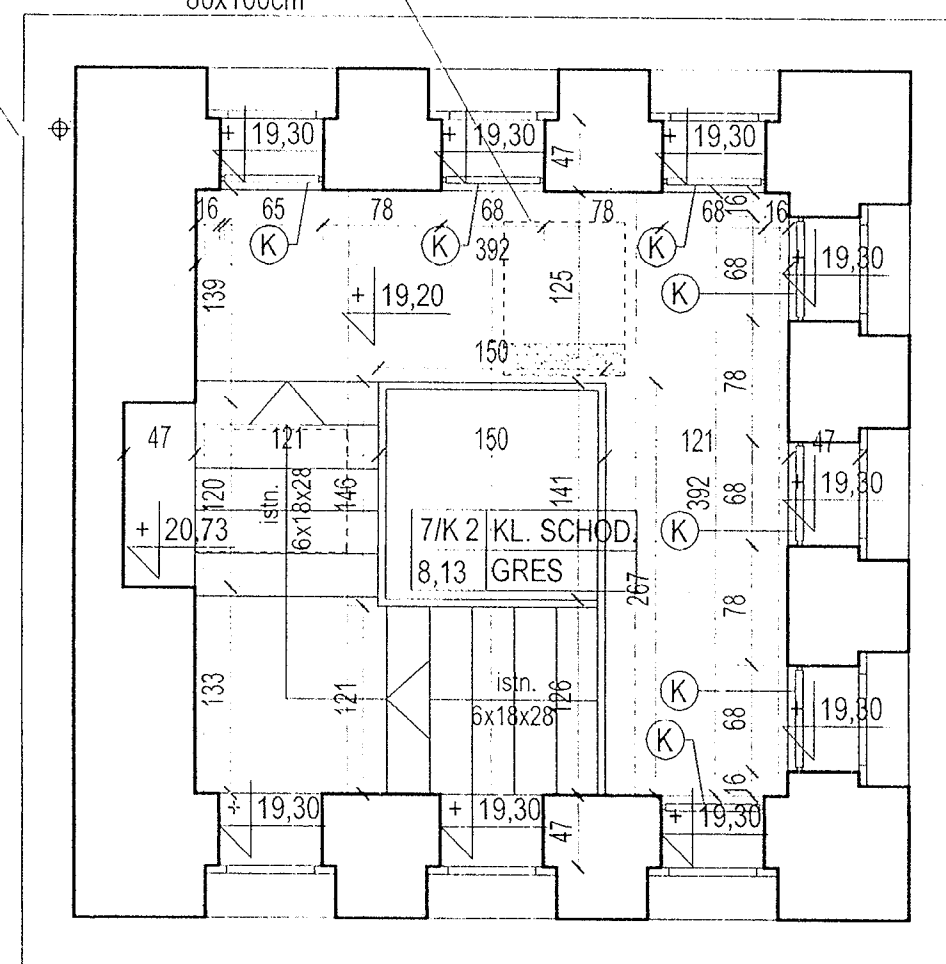 80x100cm
+ 19,30
+ 19,30
+ 19,30
47
16 65 78 68 78 68 16 16
K
K
K
392
+ 19,30
139
+ 19,20
125
68
K
150
78
47 121 150 121 47
120
istn.
6x18x28
146
141
392
68
+ 19,30
+ 20,73
7/K 2 KL. SCHOD.
8,13 GRES
K
267
78
133
121
istn.
6x18x28
126
K
68
+ 19,30
K
16
+ 19,30
+ 19,30
47
+ 19,30